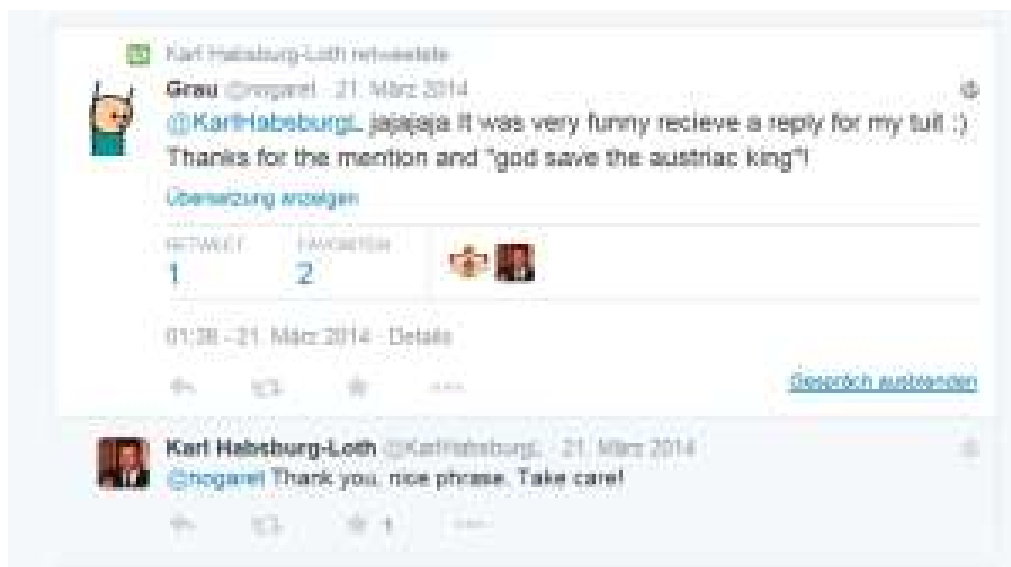 Karl Habsburg-Loth retweetete
Grau @nogaret · 21. März 2014
@KarlHabsburgL jajajaja It was very funny recieve a reply for my tuit :)
Thanks for the mention and "god save the austriac king"!
Übersetzung anzeigen
RETWEET FAVORITEN
1 2
01:38 - 21. März 2014 · Details
Gespräch ausblenden
Karl Habsburg-Loth @KarlHabsburgL · 21. März 2014
@nogaret Thank you, nice phrase. Take care!
1